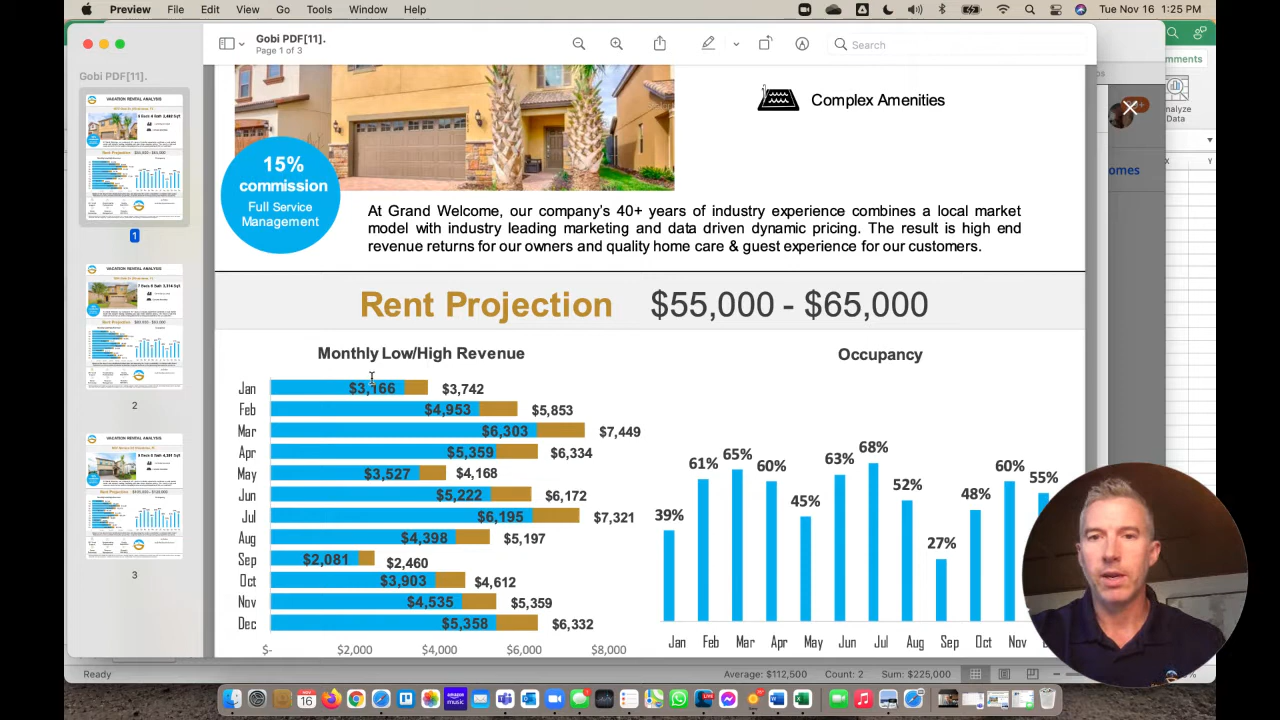 Preview File Edit View Go Tools Window Help Tue Nov 16 1:25 PM
Gobi PDF[11].
Page 1 of 3
Search
mments
Gobi PDF[11].
nalyze
Data
Complex Amenities
X Y
omes
15%
commission
Full Service
Management
At Grand Welcome, our company's 40+ years of industry experience combines a local market
model with industry leading marketing and data driven dynamic pricing. The result is high end
revenue returns for our owners and quality home care & guest experience for our customers.
1
Rent Projection $55,000 - $65,000
Monthly Low/High Revenue
Jan $3,166 $3,742
Feb $4,953 $5,853
Mar $6,303 $7,449
Apr $5,359 $6,334
May $3,527 $4,168
Jun $5,222 $6,172
Jul $6,195 $7,321
Aug $4,398 $5,197
Sep $2,081 $2,460
Oct $3,903 $4,612
Nov $4,535 $5,359
Dec $5,358 $6,332
$- $2,000 $4,000 $6,000 $8,000
Occupancy
39% 61% 65% 60% 45% 63% 68% 52% 27% 48% 60% 55%
Jan Feb Mar Apr May Jun Jul Aug Sep Oct Nov
2
3
Ready Average: $112,500 Count: 2 Sum: $225,000